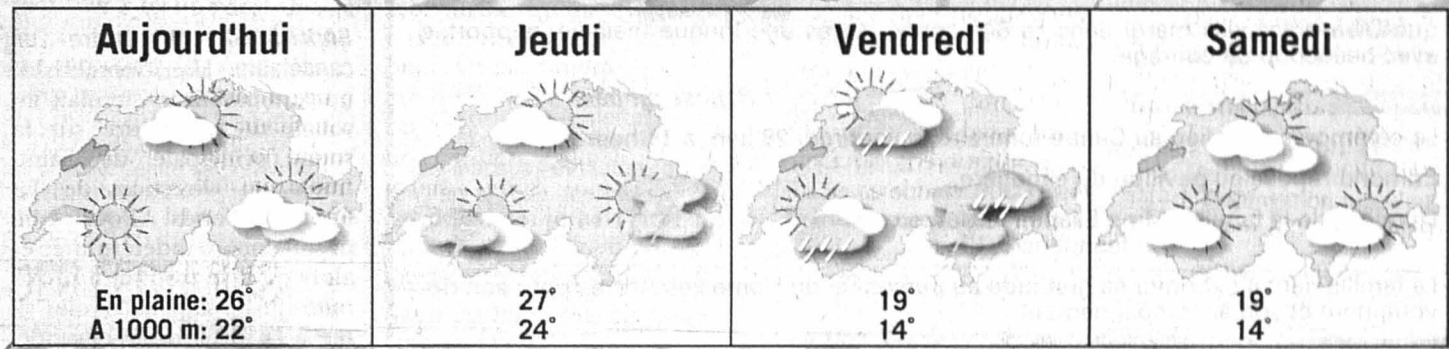 Aujourd'hui
En plaine: 26°
A 1000 m: 22°
Jeudi
27°
24°
Vendredi
19°
14°
Samedi
19°
14°